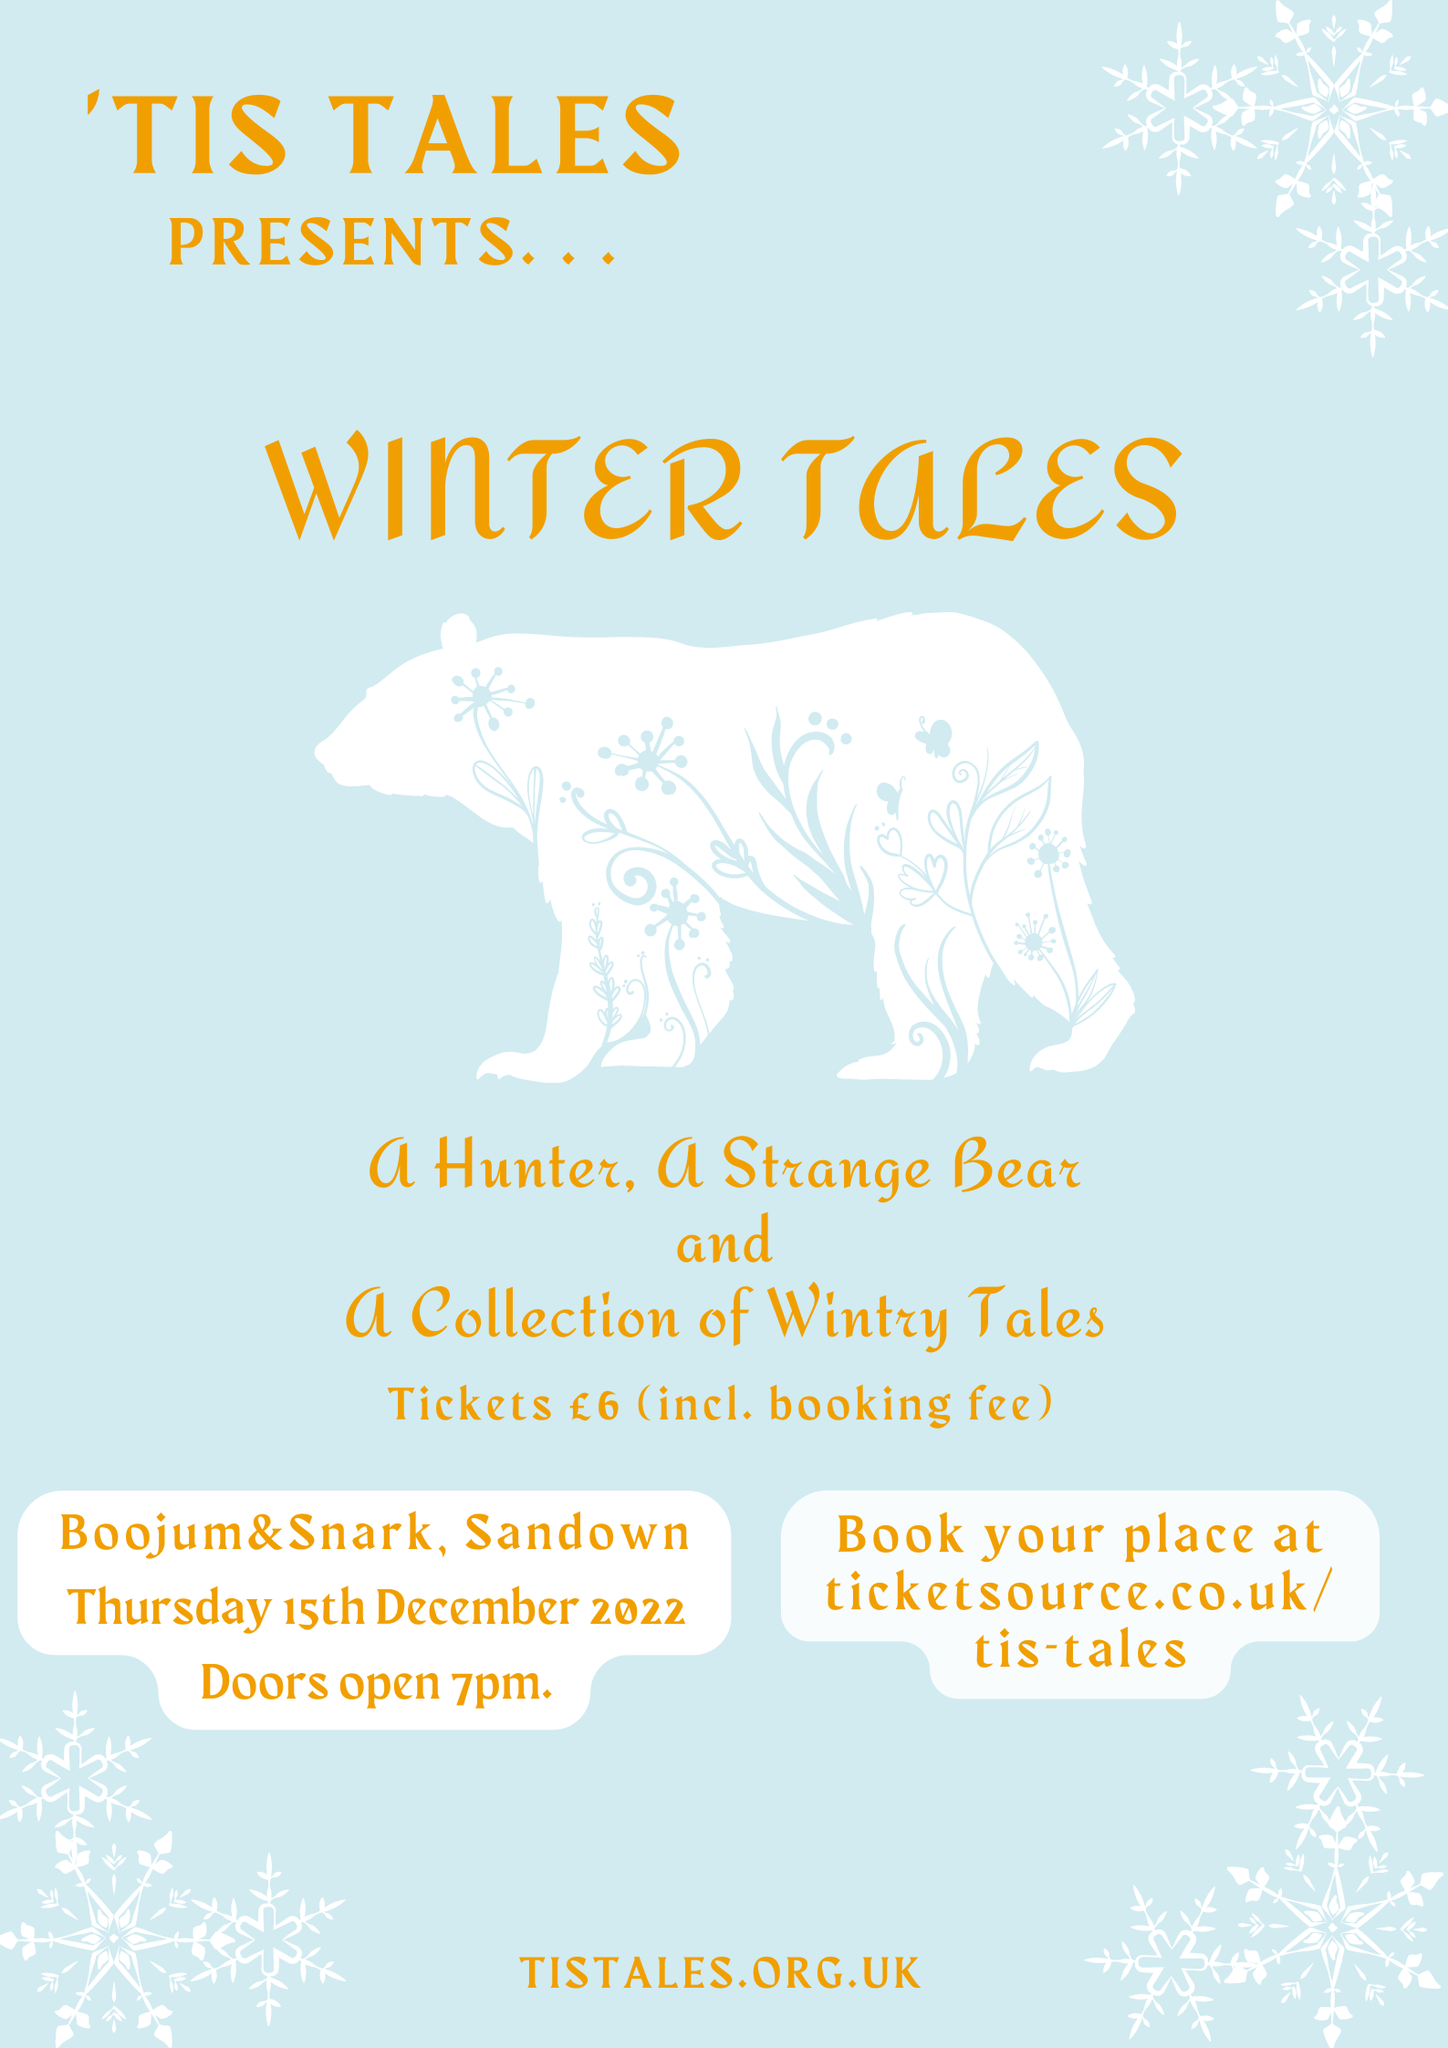 'TIS TALES
PRESENTS...
WINTER TALES
A Hunter, A Strange Bear
and
A Collection of Wintry Tales
Tickets £6 (incl. booking fee)
Boojum&Snark, Sandown
Thursday 15th December 2022
Doors open 7pm.
Book your place at
ticketsource.co.uk/
tis-tales
TISTALES.ORG.UK